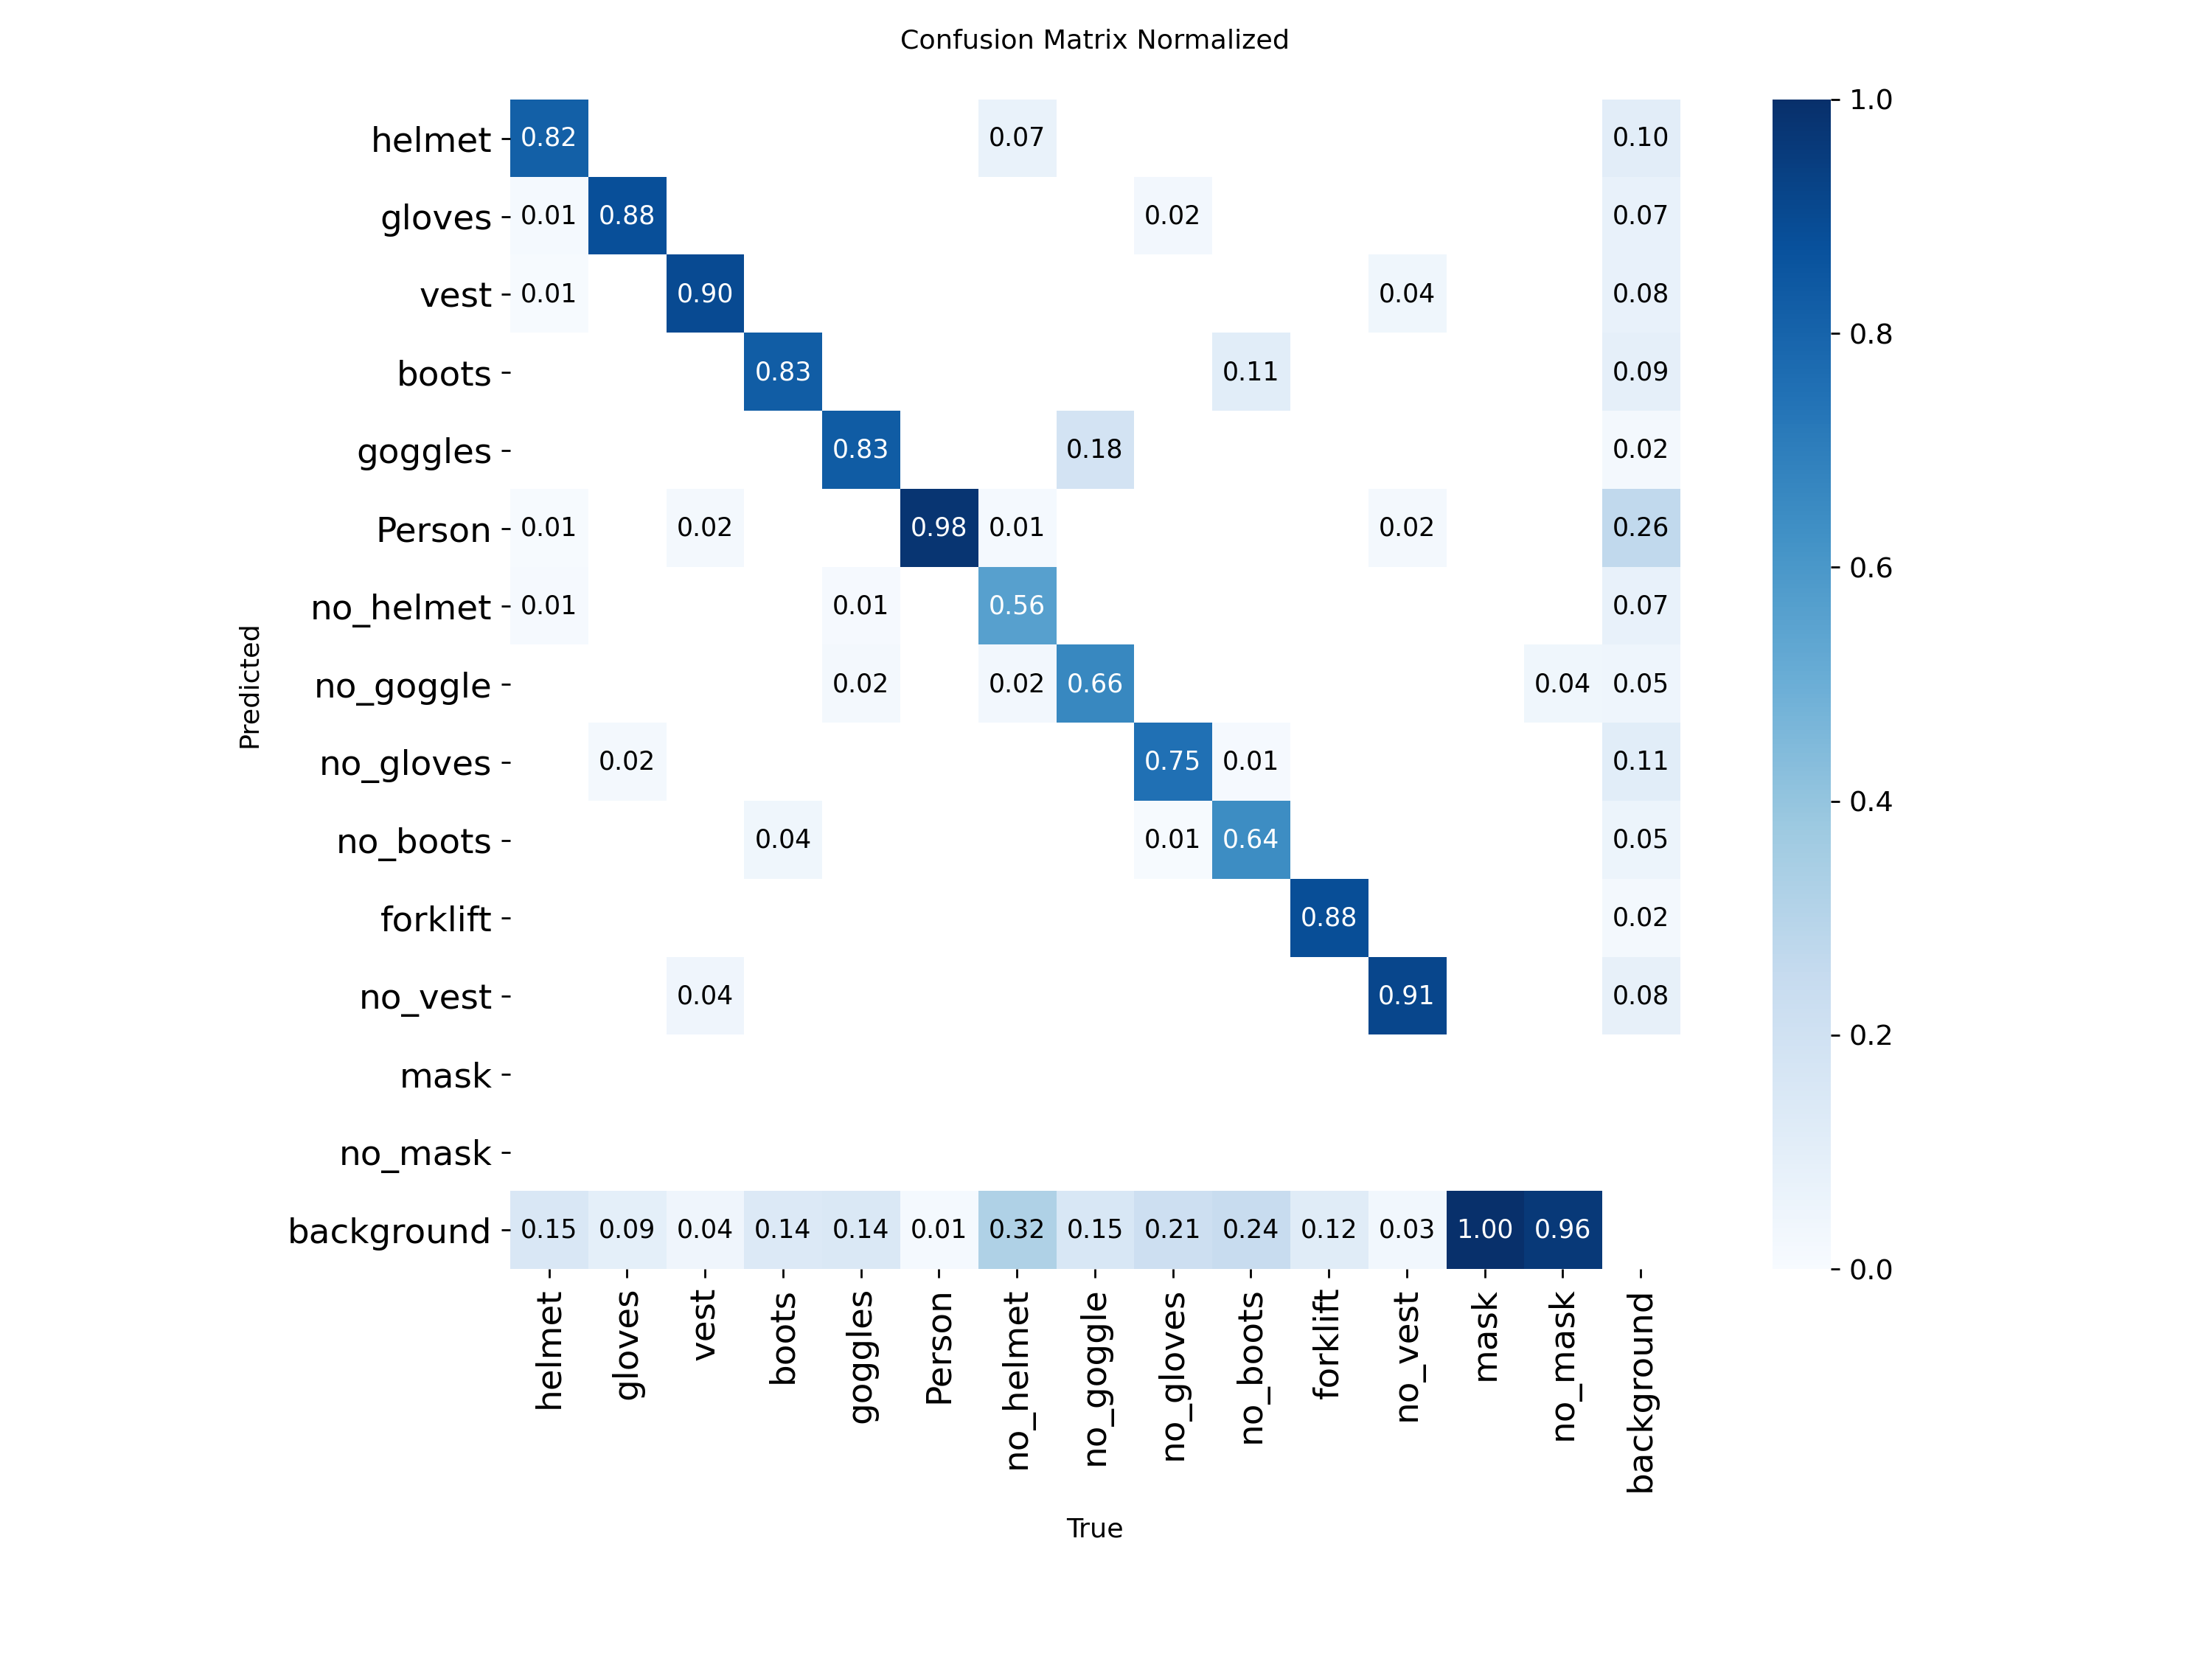 Confusion Matrix Normalized
helmet 0.82 0.07 0.10 1.0
gloves 0.01 0.88 0.02 0.07
vest 0.01 0.90 0.04 0.08
0.8
boots 0.83 0.11 0.09
goggles 0.83 0.18 0.02
Person 0.01 0.02 0.98 0.01 0.02 0.26
0.6
no_helmet 0.01 0.01 0.56 0.07
Predicted
no_goggle 0.02 0.02 0.66 0.04 0.05
no_gloves 0.02 0.75 0.01 0.11
0.4
no_boots 0.04 0.01 0.64 0.05
forklift 0.88 0.02
no_vest 0.04 0.91 0.08
0.2
mask
no_mask
background 0.15 0.09 0.04 0.14 0.14 0.01 0.32 0.15 0.21 0.24 0.12 0.03 1.00 0.96
0.0
helmet gloves vest boots goggles Person no_helmet no_goggle no_gloves no_boots forklift no_vest mask no_mask background
True